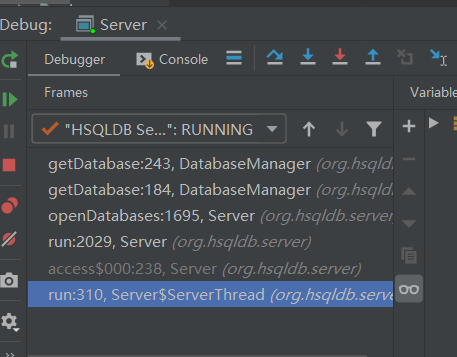 Debug: Server
Debugger Console
Frames Variable
"HSQLDB Se...": RUNNING
getDatabase:243, DatabaseManager (org.hsqldb
getDatabase:184, DatabaseManager (org.hsqldb
openDatabases:1695, Server (org.hsqldb.server)
run:2029, Server (org.hsqldb.server)
access$000:238, Server (org.hsqldb.server)
run:310, Server$ServerThread (org.hsqldb.serve